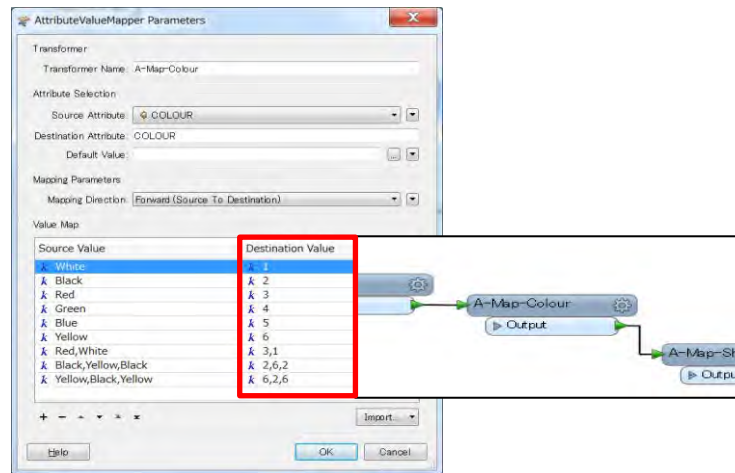 AttributeValueMapper Parameters
Transformer
Transformer Name: A-Map-Colour
Attribute Selection
Source Attribute: COLOUR
Destination Attribute: COLOUR
Default Value:
Mapping Parameters
Mapping Direction: Forward (Source To Destination)
Value Map
Source Value Destination Value
White 1
Black 2
Red 3
Green 4
Blue 5
Yellow 6
Red,White 3,1
Black,Yellow,Black 2,6,2
Yellow,Black,Yellow 6,2,6
Import...
Help OK Cancel
A-Map-Colour
Output
A-Map-Sh
Outpu